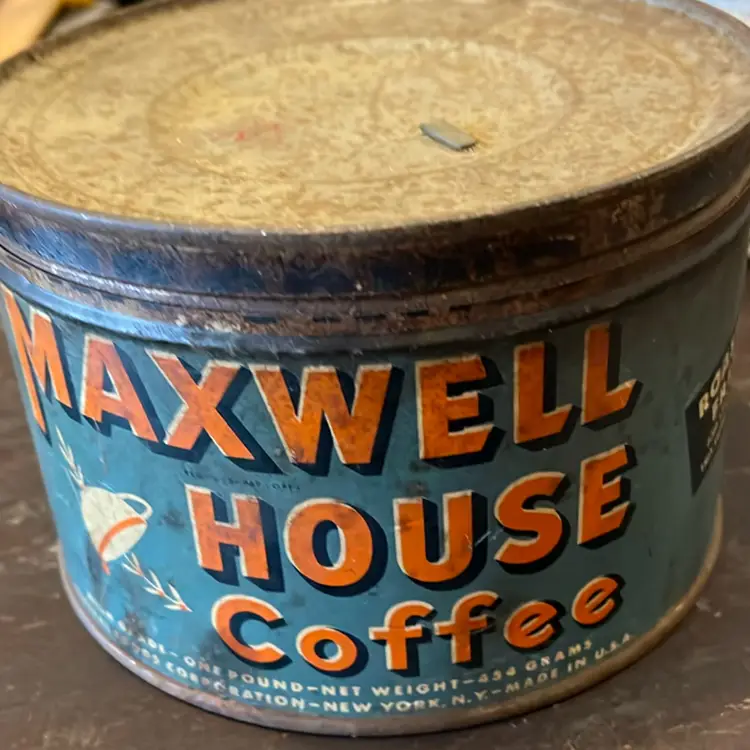 MAXWELL
HOUSE
Coffee
ONE POUND-NET WEIGHT-454 GRAMS
CORPORATION-NEW YORK, N.Y.-MADE IN U.S.A.